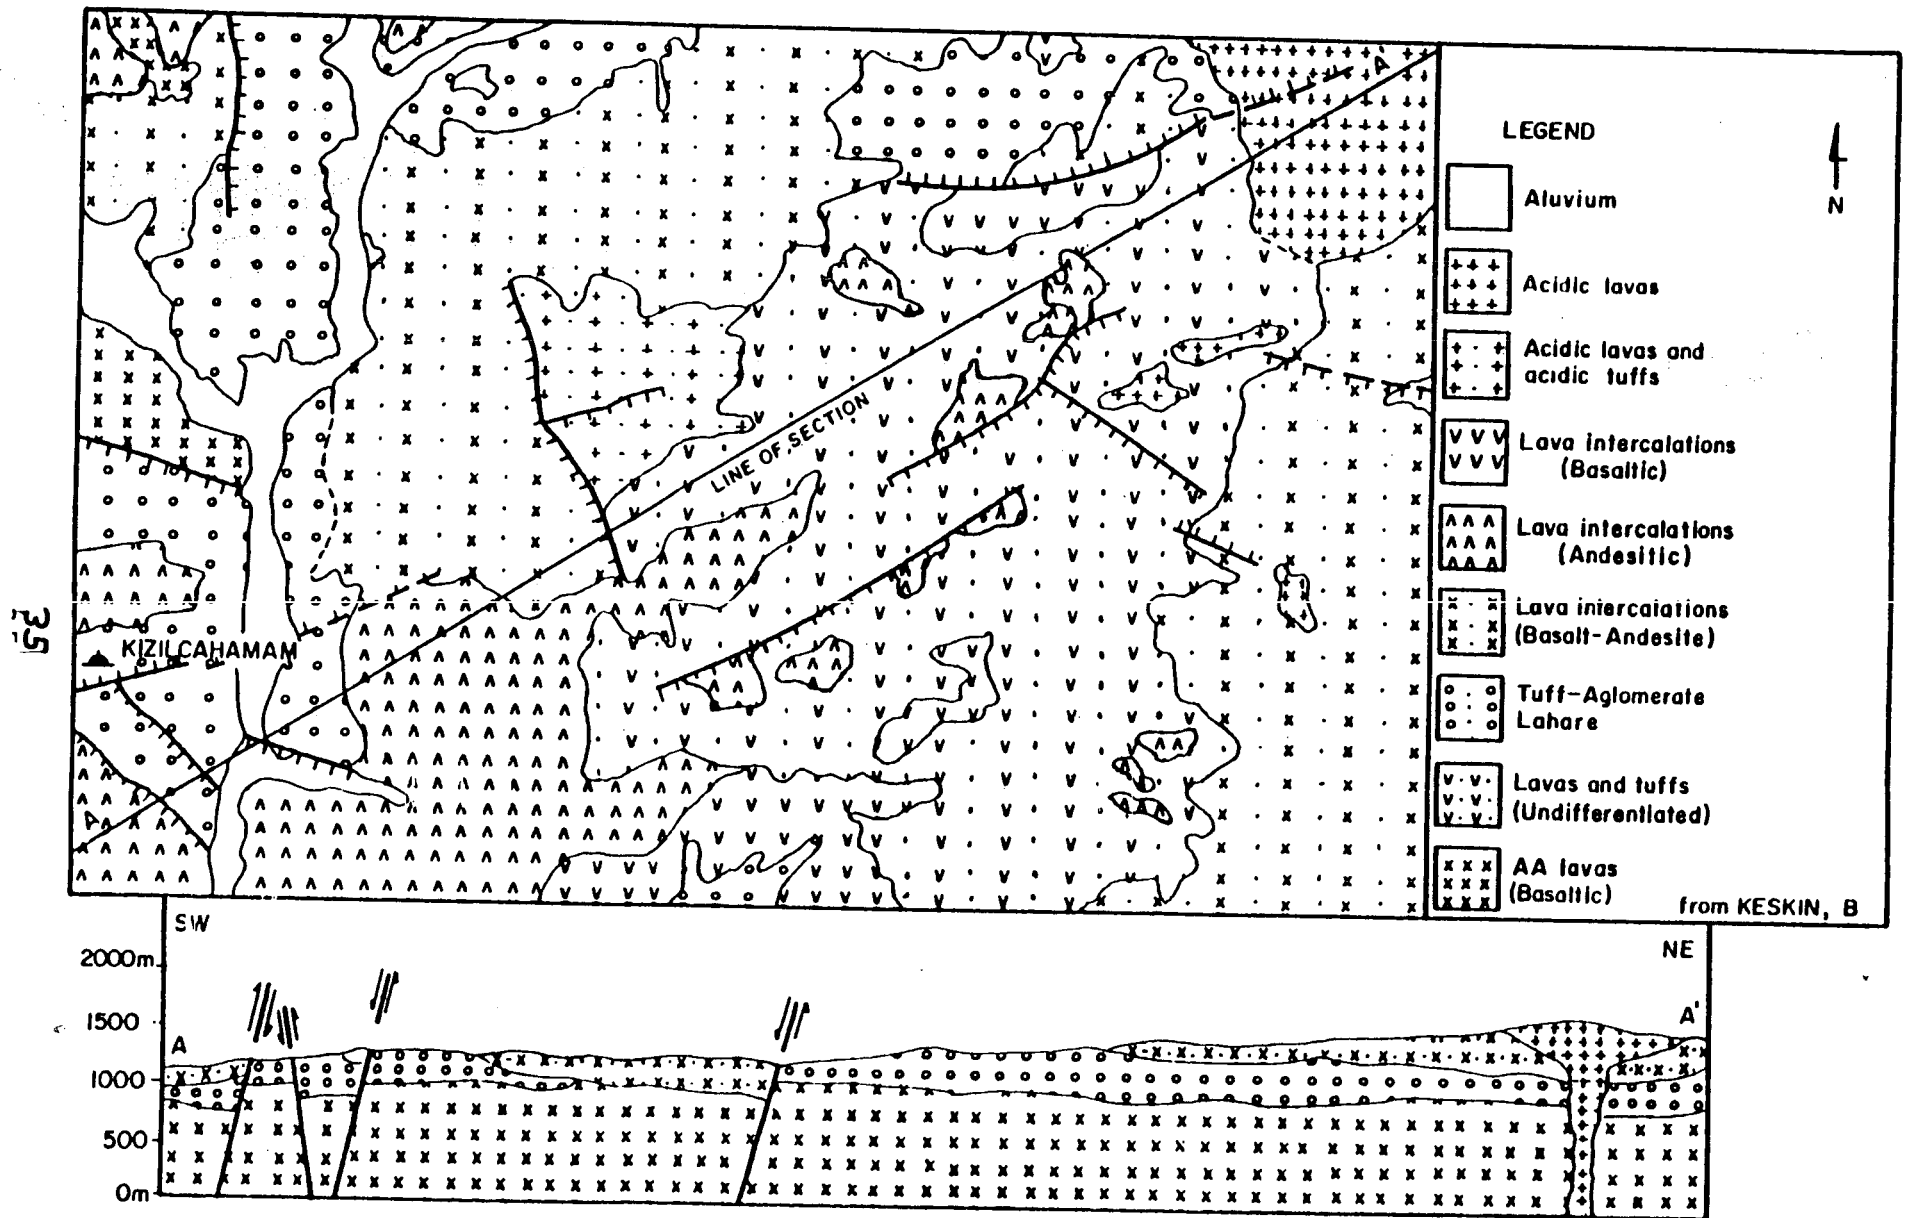 LEGEND
N
Aluvium
Acidic lavas
Acidic lavas and
acidic tuffs
Lava intercalations
(Basaltic)
Lava intercalations
(Andesitic)
Lava intercaiations
(Basalt-Andesite)
Tuff-Aglomerate
Lahare
Lavas and tuffs
(Undifferentiated)
AA lavas
(Basaltic)
from KESKIN, B
A'
LINE OF SECTION
KIZILCAHAMAM
A
35
SW
NE
2000m
1500
1000
500
0m
A
A'